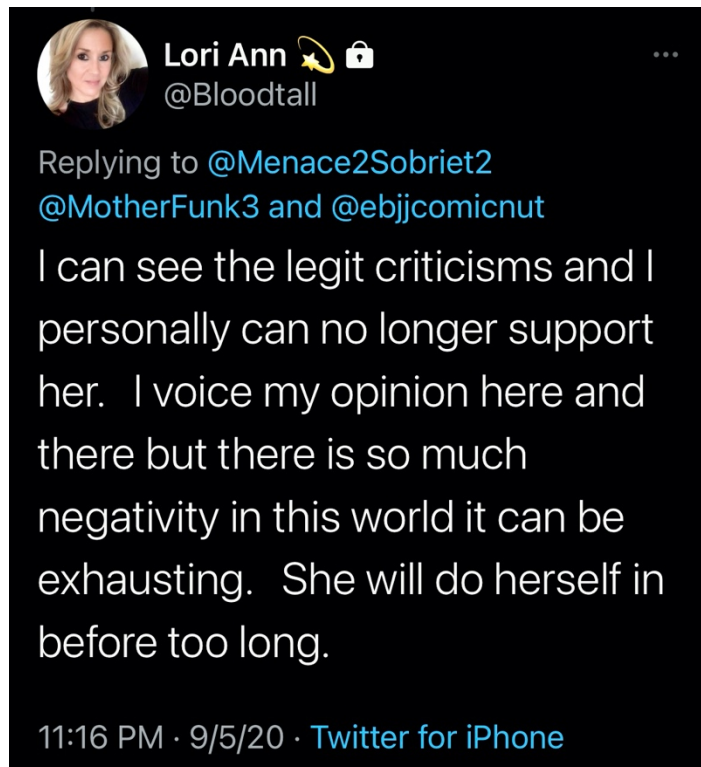 Lori Ann 💫 🔒
@Bloodtall
Replying to @Menace2Sobriet2
@MotherFunk3 and @ebjjcomicnut
I can see the legit criticisms and I
personally can no longer support
her.   I voice my opinion here and
there but there is so much
negativity in this world it can be
exhausting.   She will do herself in
before too long.
11:16 PM · 9/5/20 · Twitter for iPhone